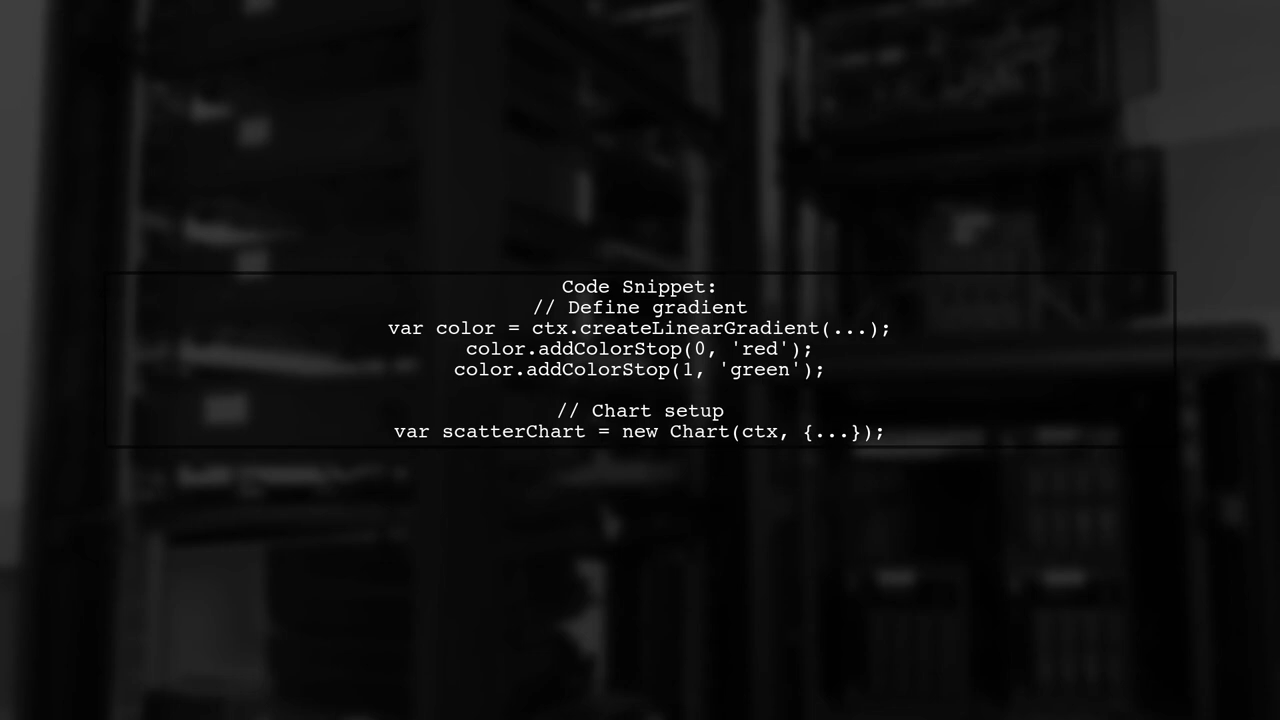 Code Snippet:
// Define gradient
var color = ctx.createLinearGradient(...);
color.addColorStop(0, 'red');
color.addColorStop(1, 'green');
// Chart setup
var scatterChart = new Chart(ctx, {...});